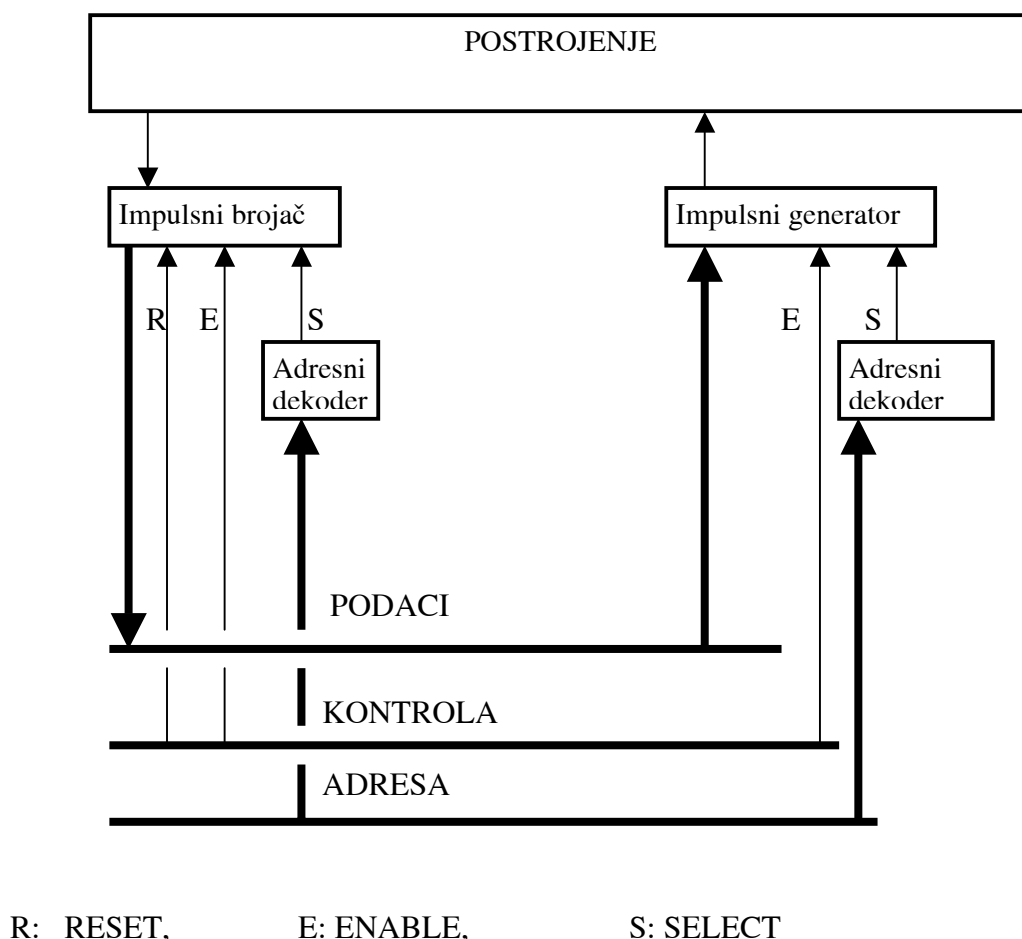 POSTROJENJE
Impulsni brojač
Impulsni generator
R E S
E S
Adresni
dekoder
Adresni
dekoder
PODACI
KONTROLA
ADRESA
R: RESET, E: ENABLE, S: SELECT